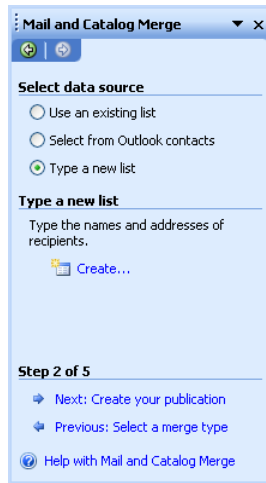 Mail and Catalog Merge
Select data source
Use an existing list
Select from Outlook contacts
Type a new list
Type a new list
Type the names and addresses of
recipients.
Create...
Step 2 of 5
Next: Create your publication
Previous: Select a merge type
Help with Mail and Catalog Merge